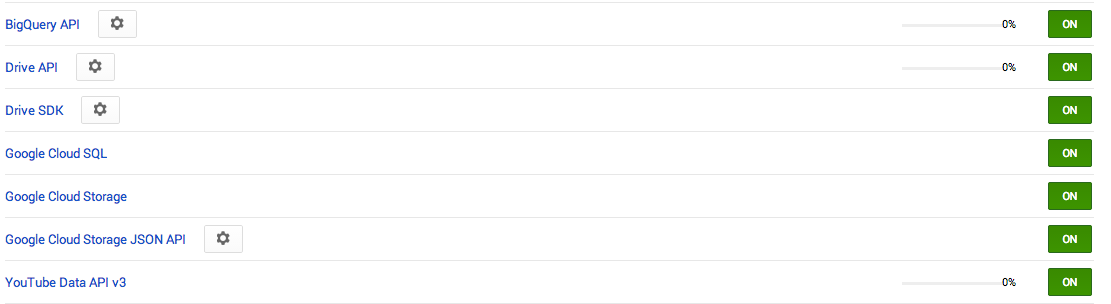 BigQuery API 0% ON
Drive API 0% ON
Drive SDK ON
Google Cloud SQL ON
Google Cloud Storage ON
Google Cloud Storage JSON API ON
YouTube Data API v3 0% ON